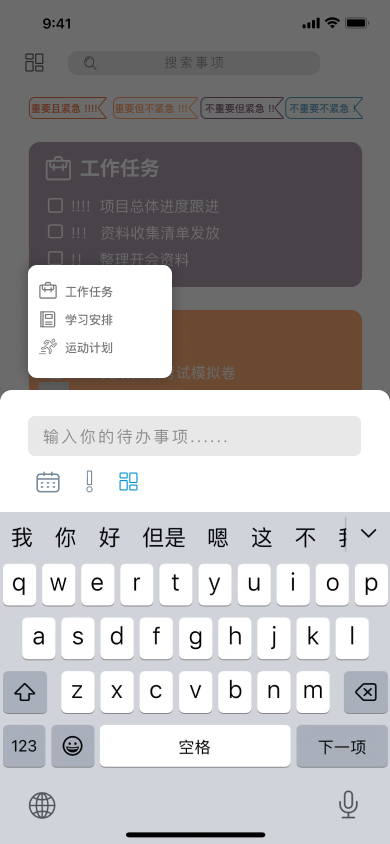 9:41
搜索事项
重要且紧急 !!!!
重要但不紧急 !!!
不重要但紧急 !!
不重要不紧急 !
工作任务
!!!! 项目总体进度跟进
!!! 资料收集清单发放
!! 整理开会资料
工作任务
学习安排
运动计划
试模拟卷
输入你的待办事项......
我 你 好 但是 嗯 这 不
q w e r t y u i o p
a s d f g h j k l
z x c v b n m
123 空格 下一项